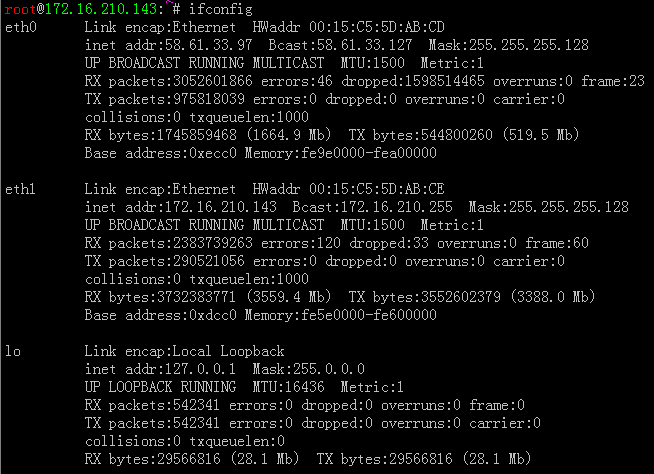 root@172.16.210.143:~# ifconfig
eth0 Link encap:Ethernet HWaddr 00:15:C5:5D:AB:CD
inet addr:58.61.33.97 Bcast:58.61.33.127 Mask:255.255.255.128
UP BROADCAST RUNNING MULTICAST MTU:1500 Metric:1
RX packets:3052601866 errors:46 dropped:1598514465 overruns:0 frame:23
TX packets:975818039 errors:0 dropped:0 overruns:0 carrier:0
collisions:0 txqueuelen:1000
RX bytes:1745859468 (1664.9 Mb) TX bytes:544800260 (519.5 Mb)
Base address:0xecc0 Memory:fe9e0000-fea00000
eth1 Link encap:Ethernet HWaddr 00:15:C5:5D:AB:CE
inet addr:172.16.210.143 Bcast:172.16.210.255 Mask:255.255.255.128
UP BROADCAST RUNNING MULTICAST MTU:1500 Metric:1
RX packets:2383739263 errors:120 dropped:33 overruns:0 frame:60
TX packets:290521056 errors:0 dropped:0 overruns:0 carrier:0
collisions:0 txqueuelen:1000
RX bytes:3732383771 (3559.4 Mb) TX bytes:3552602379 (3388.0 Mb)
Base address:0xdcc0 Memory:fe5e0000-fe600000
lo Link encap:Local Loopback
inet addr:127.0.0.1 Mask:255.0.0.0
UP LOOPBACK RUNNING MTU:16436 Metric:1
RX packets:542341 errors:0 dropped:0 overruns:0 frame:0
TX packets:542341 errors:0 dropped:0 overruns:0 carrier:0
collisions:0 txqueuelen:0
RX bytes:29566816 (28.1 Mb) TX bytes:29566816 (28.1 Mb)